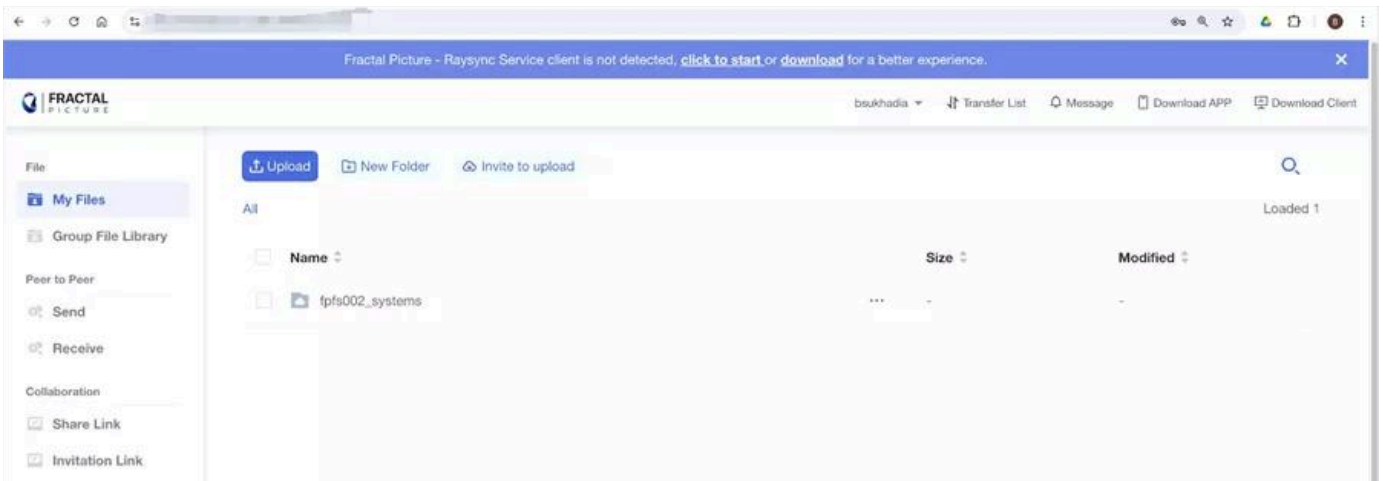 Fractal Picture - Raysync Service client is not detected, click to start or download for a better experience.
FRACTAL
PICTURE
bsukhadia Transfer List Message Download APP Download Client
File
Upload New Folder Invite to upload
My Files
All Loaded 1
Group File Library
Name Size Modified
Peer to Peer
fpfs002_systems ... - -
Send
Receive
Collaboration
Share Link
Invitation Link